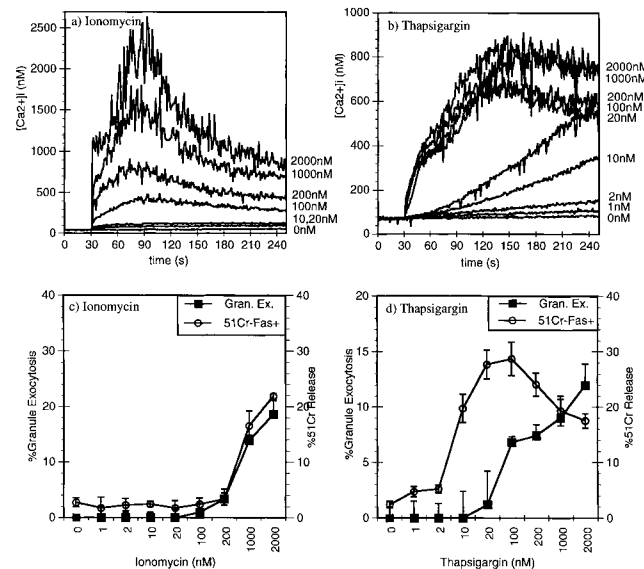 a) Ionomycin
[Ca2+]i (nM)
2500
2000
1500
1000
500
0
2000nM
1000nM
200nM
100nM
10,20nM
0nM
0 30 60 90 120 150 180 210 240
time (s)
b) Thapsigargin
[Ca2+]i (nM)
1000
800
600
400
200
0
2000nM
1000nM
200nM
100nM
20nM
10nM
2nM
1nM
0nM
0 30 60 90 120 150 180 210 240
time (s)
c) Ionomycin
Gran. Ex.
51Cr-Fas+
%Granule Exocytosis
40
30
20
10
0
%51Cr Release
40
30
20
10
0
0 1 2 10 20 100 200 1000 2000
Ionomycin (nM)
d) Thapsigargin
Gran. Ex.
51Cr-Fas+
%Granule Exocytosis
20
15
10
5
0
%51Cr Release
40
30
20
10
0
0 1 2 10 20 100 200 1000 2000
Thapsigargin (nM)